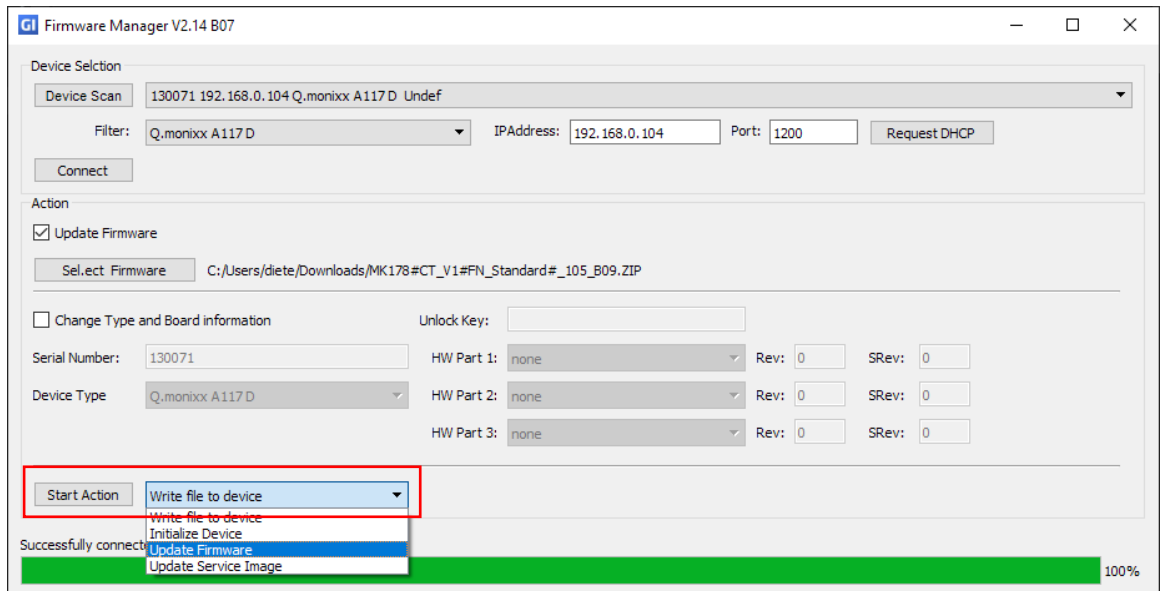 GI Firmware Manager V2.14 B07
Device Selction
Device Scan 130071 192.168.0.104 Q.monixx A117 D Undef
Filter: Q.monixx A117 D IPAddress: 192.168.0.104 Port: 1200 Request DHCP
Connect
Action
Update Firmware
Sel.ect Firmware C:/Users/diete/Downloads/MK178#CT_V1#FN_Standard#_105_B09.ZIP
Change Type and Board information Unlock Key:
Serial Number: 130071 HW Part 1: none Rev: 0 SRev: 0
Device Type Q.monixx A117 D HW Part 2: none Rev: 0 SRev: 0
HW Part 3: none Rev: 0 SRev: 0
Start Action Write file to device
Write file to device
Initialize Device
Successfully connect Update Firmware
Update Service Image
100%